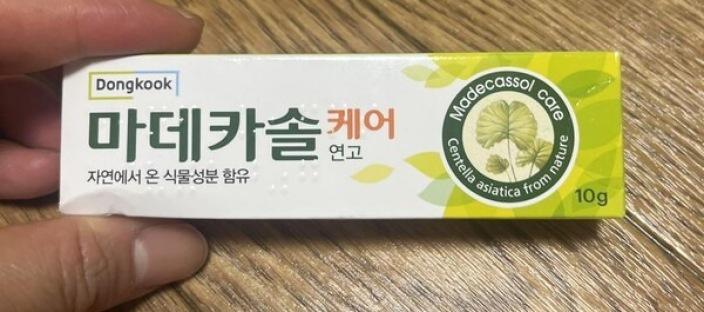 Dongkook
마데카솔케어
연고
자연에서 온 식물성분 함유
Madecassol care
Centella asiatica from nature
10g